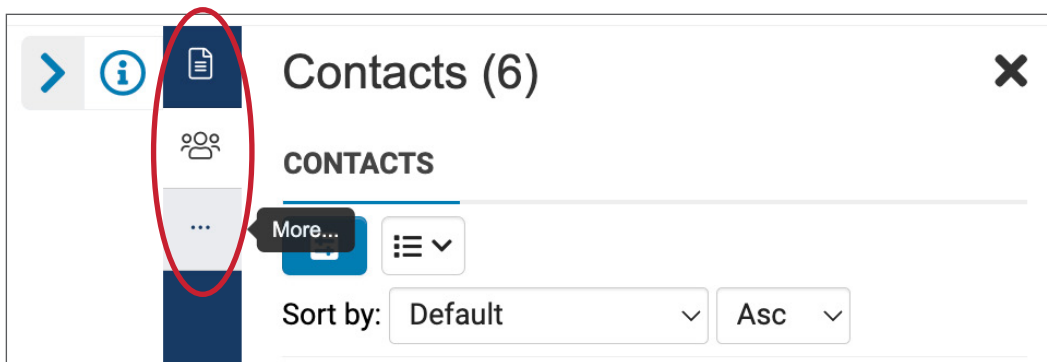 Contacts (6)
CONTACTS
More...
Sort by: Default Asc